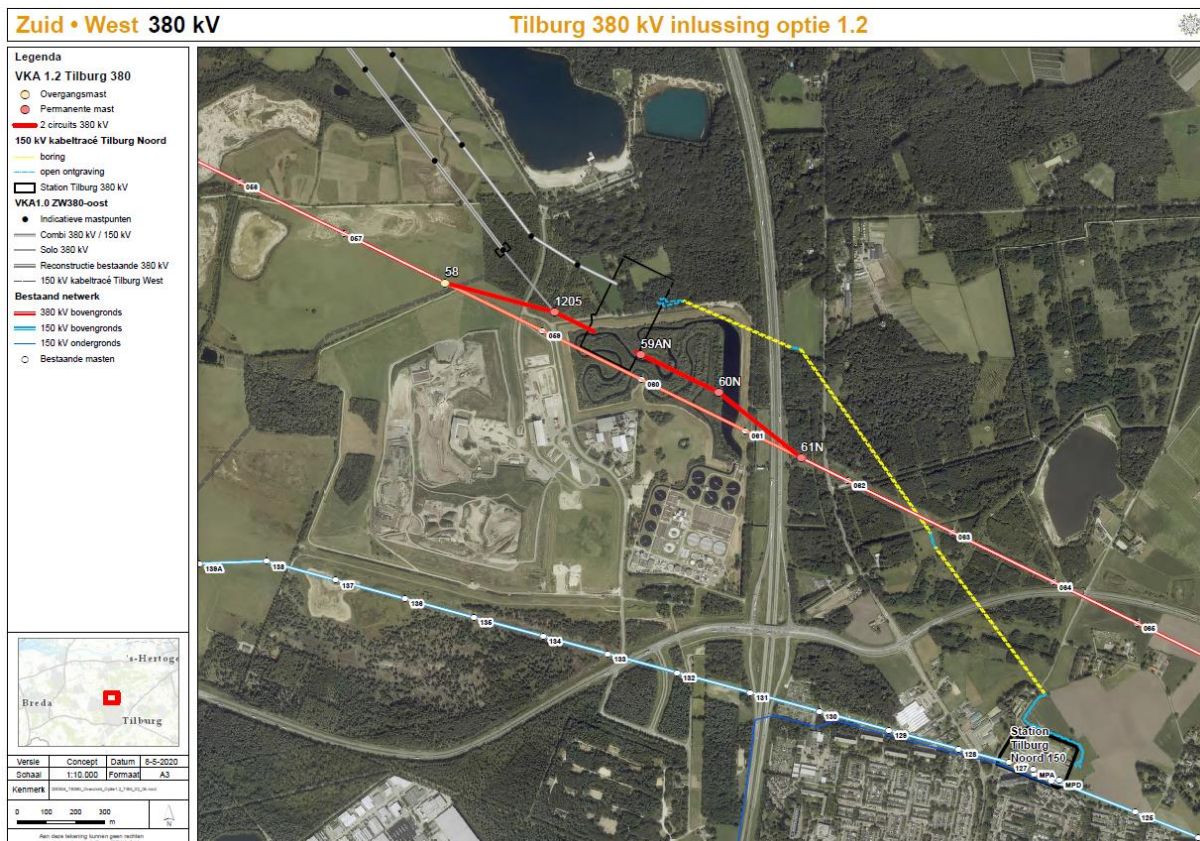 Zuid • West 380 kV
Tilburg 380 kV inlussing optie 1.2
Legenda
VKA 1.2 Tilburg 380
Overgangsmast
Permanente mast
2 circuits 380 kV
150 kV kabeltracé Tilburg Noord
boring
open ontgraving
Station Tilburg 380 kV
VKA1.0 ZW380-oost
Indicatieve mastpunten
Combi 380 kV / 150 kV
Solo 380 kV
Reconstructie bestaande 380 kV
150 kV kabeltracé Tilburg West
Bestaand netwerk
380 kV bovengronds
150 kV bovengronds
150 kV ondergronds
Bestaande masten
056
057
58
1205
059
59AN
060
60N
061
61N
062
063
064
065
139A
138
137
136
135
134
133
132
131
130
129
128
Station
Tilburg
Noord 150
127
MPA
MPD
125
's-Hertoge
Breda
Tilburg
Versie Concept Datum 8-5-2020
Schaal 1:10.000 Formaat A3
Kenmerk
0 100 200 300
m
N
Aan deze tekening kunnen geen rechten